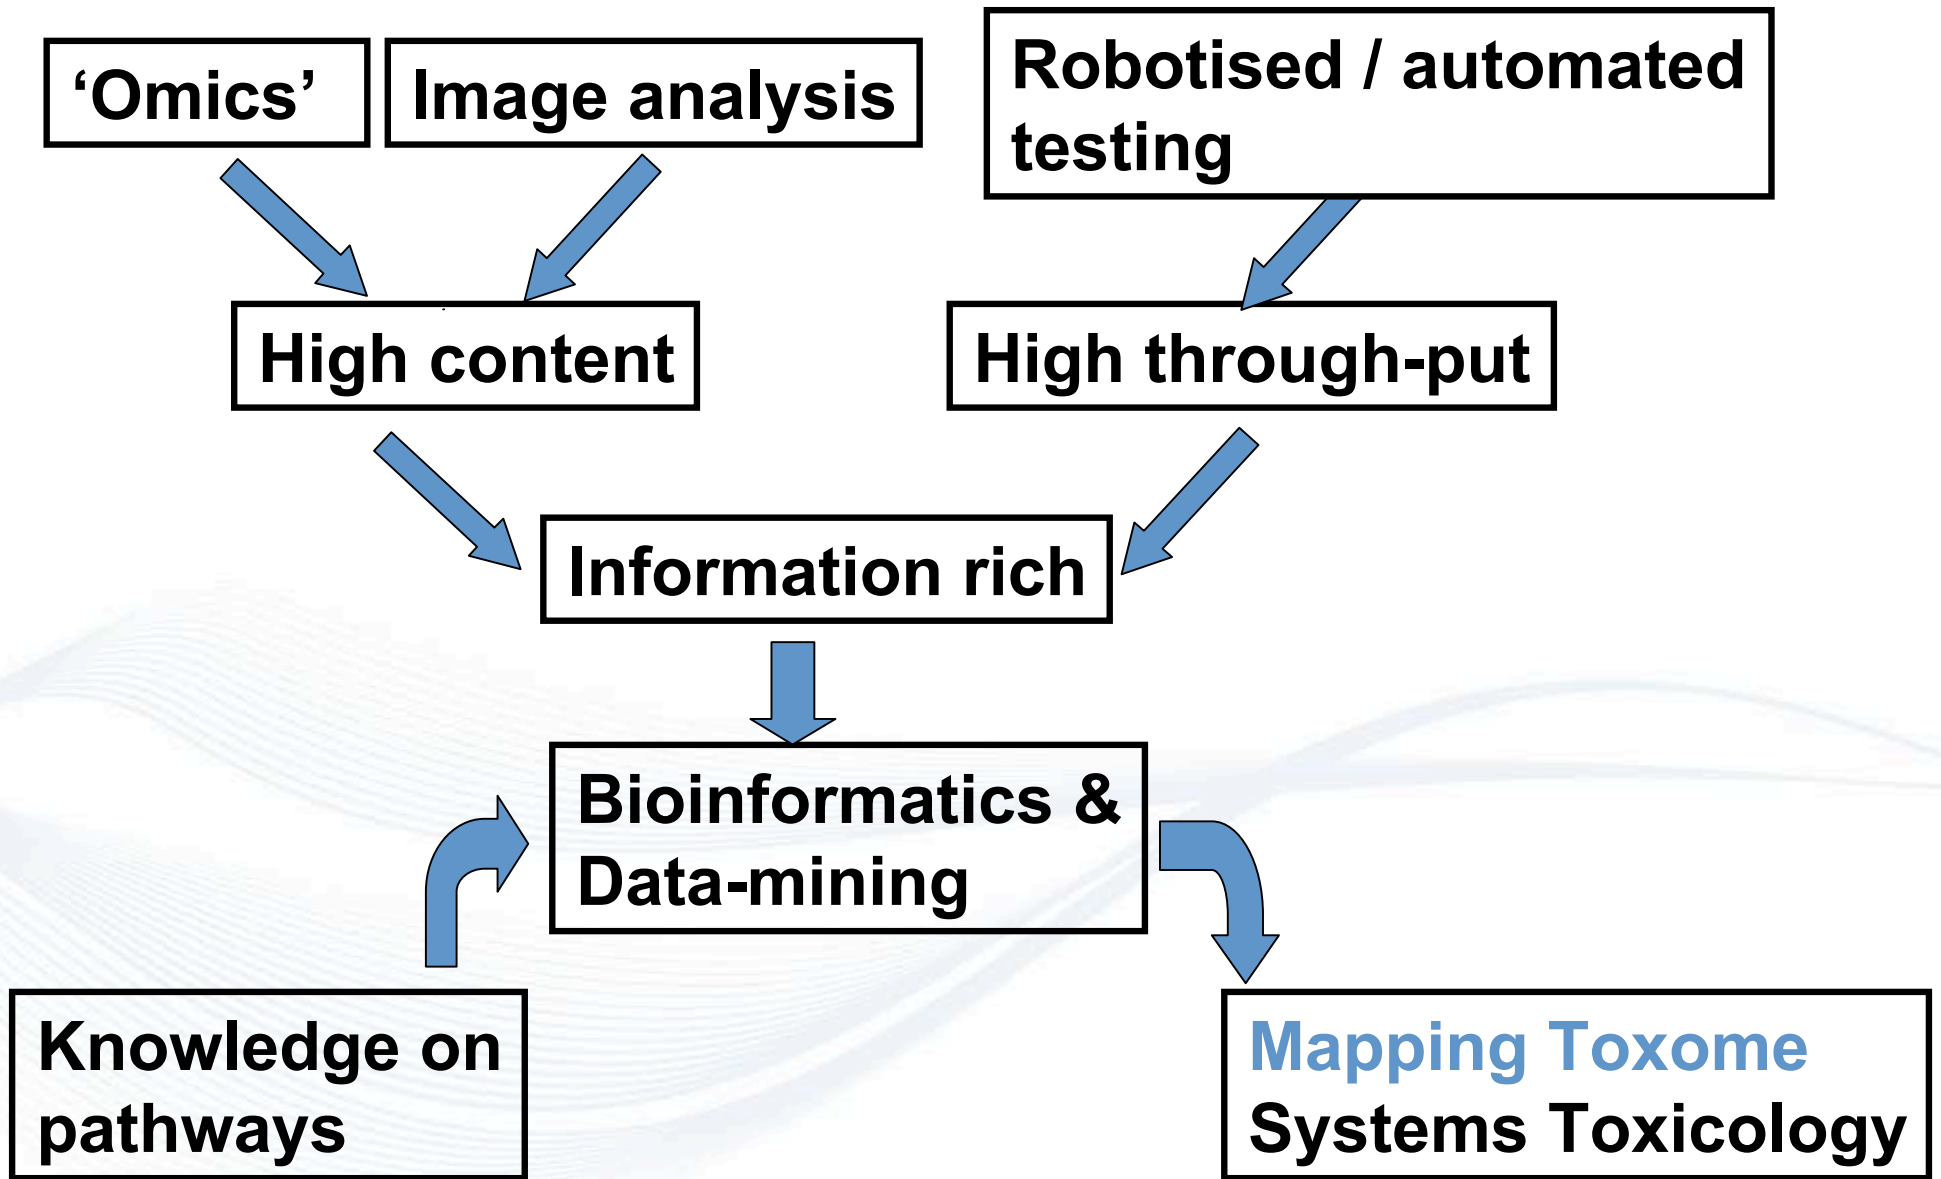 ‘Omics’
Image analysis
Robotised / automated
testing
High content
High through-put
Information rich
Bioinformatics &
Data-mining
Knowledge on
pathways
Mapping Toxome
Systems Toxicology